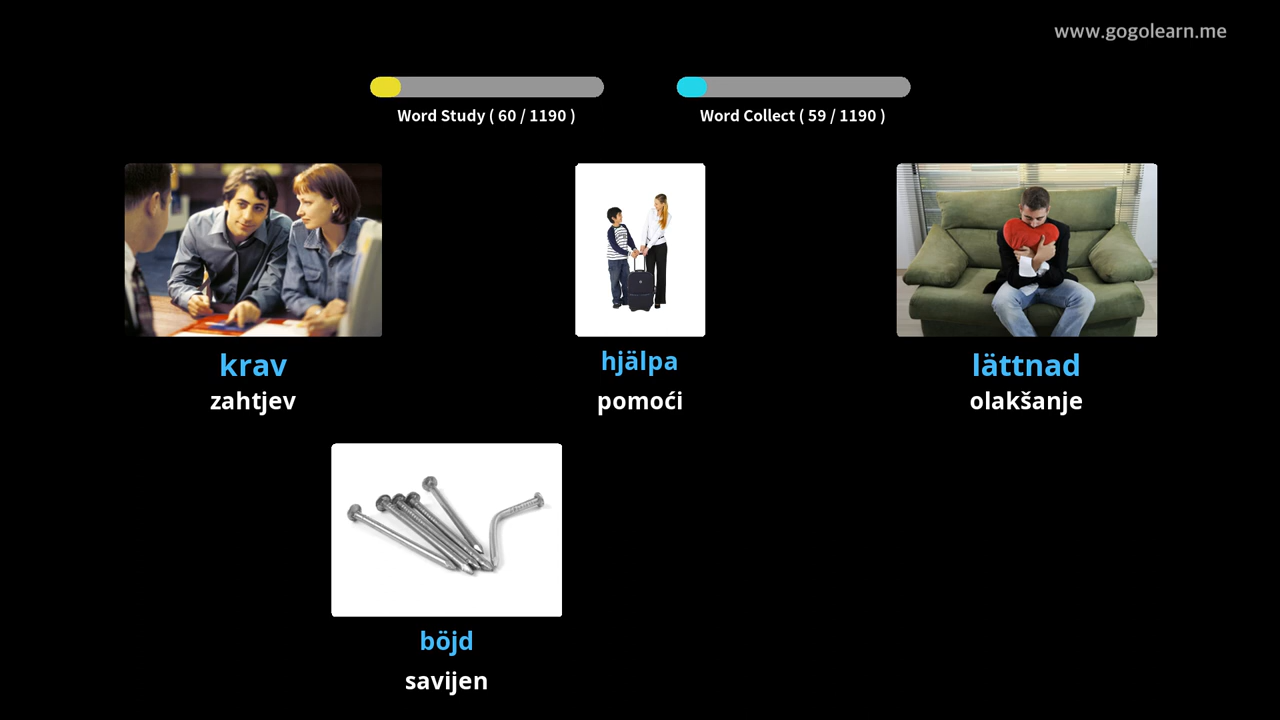 www.gogolearn.me
Word Study ( 60 / 1190 )
Word Collect ( 59 / 1190 )
krav
zahtjev
hjälpa
pomoći
lättnad
olakšanje
böjd
savijen